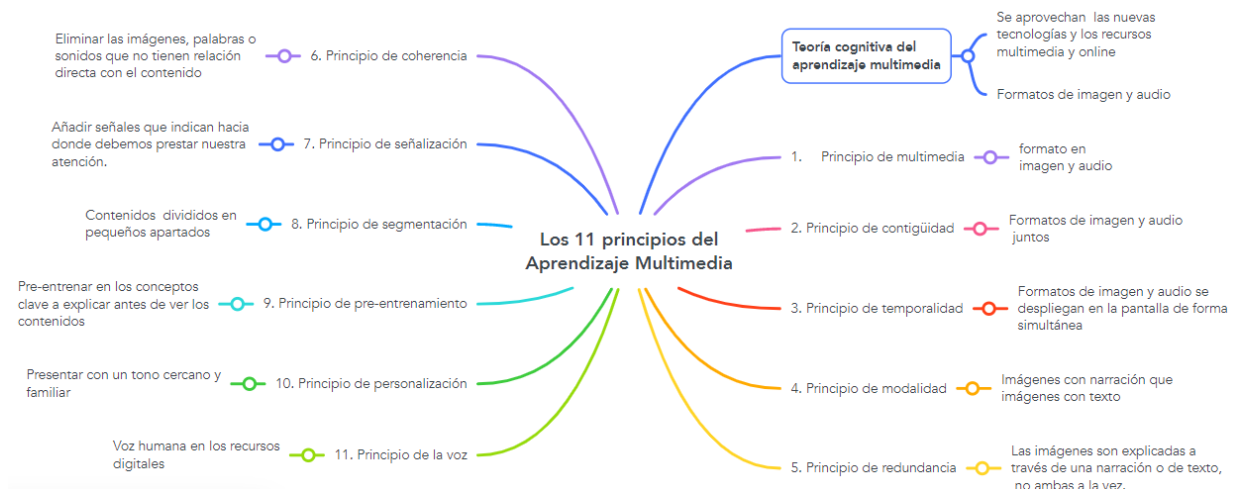 Los 11 principios del
Aprendizaje Multimedia
Teoría cognitiva del
aprendizaje multimedia
Se aprovechan las nuevas
tecnologías y los recursos
multimedia y online
Formatos de imagen y audio
1. Principio de multimedia
formato en
imagen y audio
2. Principio de contigüidad
Formatos de imagen y audio
juntos
3. Principio de temporalidad
Formatos de imagen y audio se
despliegan en la pantalla de forma
simultánea
4. Principio de modalidad
Imágenes con narración que
imágenes con texto
5. Principio de redundancia
Las imágenes son explicadas a
través de una narración o de texto,
no ambas a la vez.
6. Principio de coherencia
Eliminar las imágenes, palabras o
sonidos que no tienen relación
directa con el contenido
7. Principio de señalización
Añadir señales que indican hacia
donde debemos prestar nuestra
atención.
8. Principio de segmentación
Contenidos divididos en
pequeños apartados
9. Principio de pre-entrenamiento
Pre-entrenar en los conceptos
clave a explicar antes de ver los
contenidos
10. Principio de personalización
Presentar con un tono cercano y
familiar
11. Principio de la voz
Voz humana en los recursos
digitales